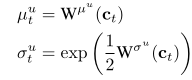 μ_t^u = W^{μ^u}(c_t)
σ_t^u = exp(1/2 W^{σ^u}(c_t))